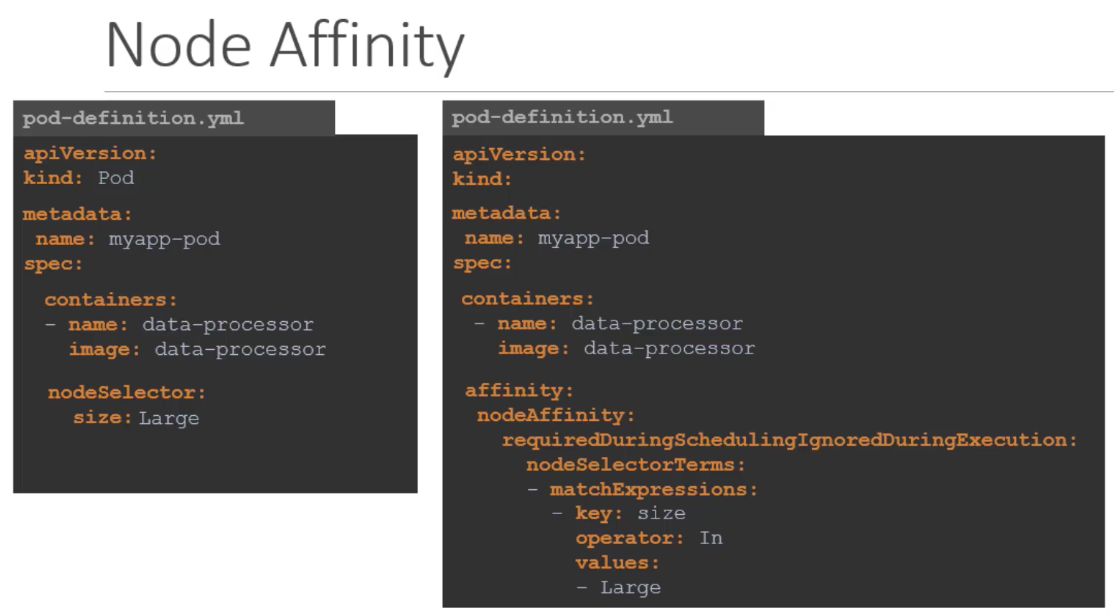 Node Affinity
pod-definition.yml
apiVersion:
kind: Pod
metadata:
name: myapp-pod
spec:
containers:
- name: data-processor
image: data-processor
nodeSelector:
size: Large
pod-definition.yml
apiVersion:
kind:
metadata:
name: myapp-pod
spec:
containers:
- name: data-processor
image: data-processor
affinity:
nodeAffinity:
requiredDuringSchedulingIgnoredDuringExecution:
nodeSelectorTerms:
- matchExpressions:
- key: size
operator: In
values:
- Large